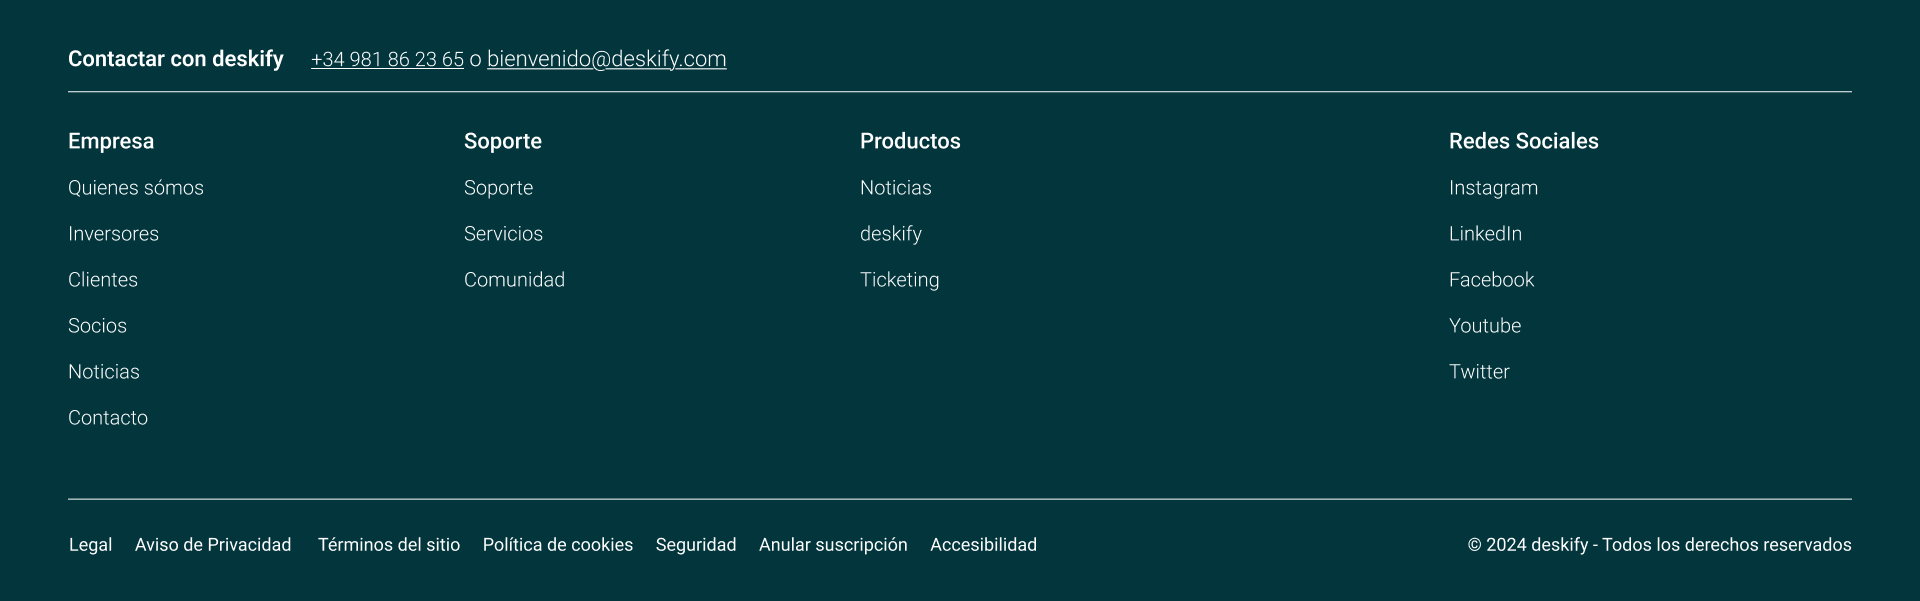 Contactar con deskify +34 981 86 23 65 o bienvenido@deskify.com
Empresa
Quienes sómos
Inversores
Clientes
Socios
Noticias
Contacto
Soporte
Soporte
Servicios
Comunidad
Productos
Noticias
deskify
Ticketing
Redes Sociales
Instagram
LinkedIn
Facebook
Youtube
Twitter
Legal Aviso de Privacidad Términos del sitio Política de cookies Seguridad Anular suscripción Accesibilidad
© 2024 deskify - Todos los derechos reservados